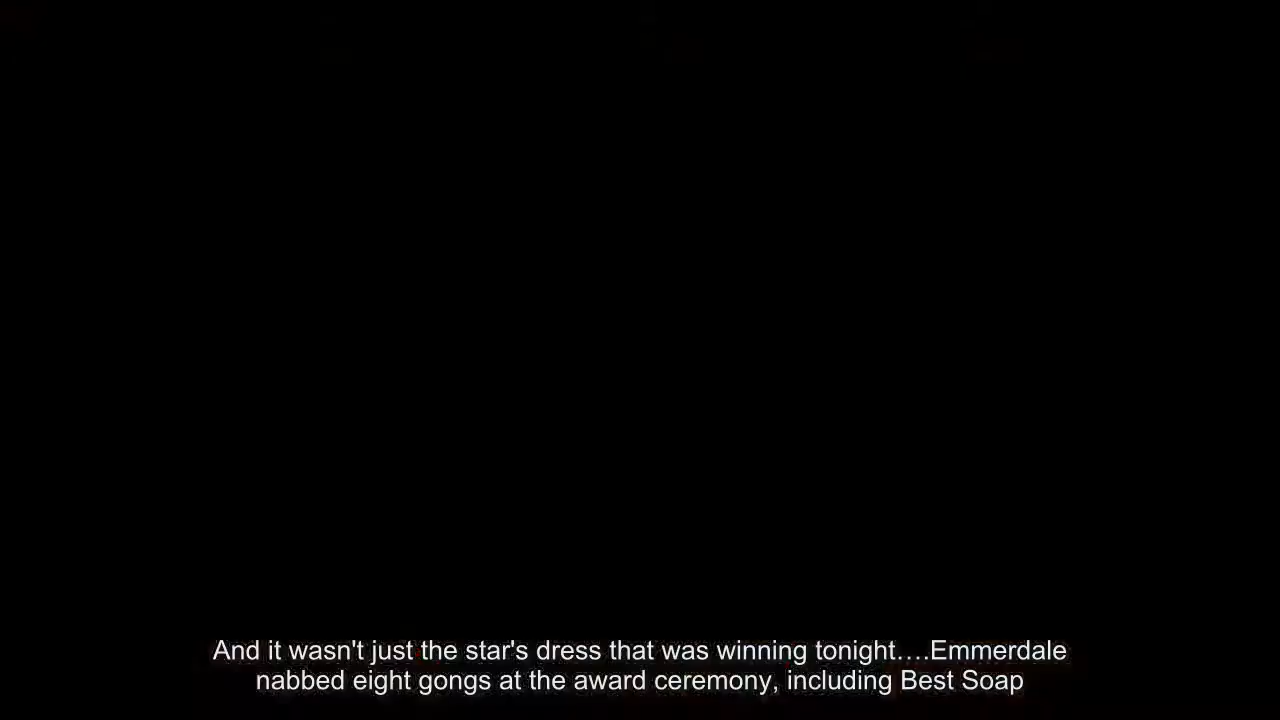 And it wasn't just the star's dress that was winning tonight….Emmerdale
nabbed eight gongs at the award ceremony, including Best Soap